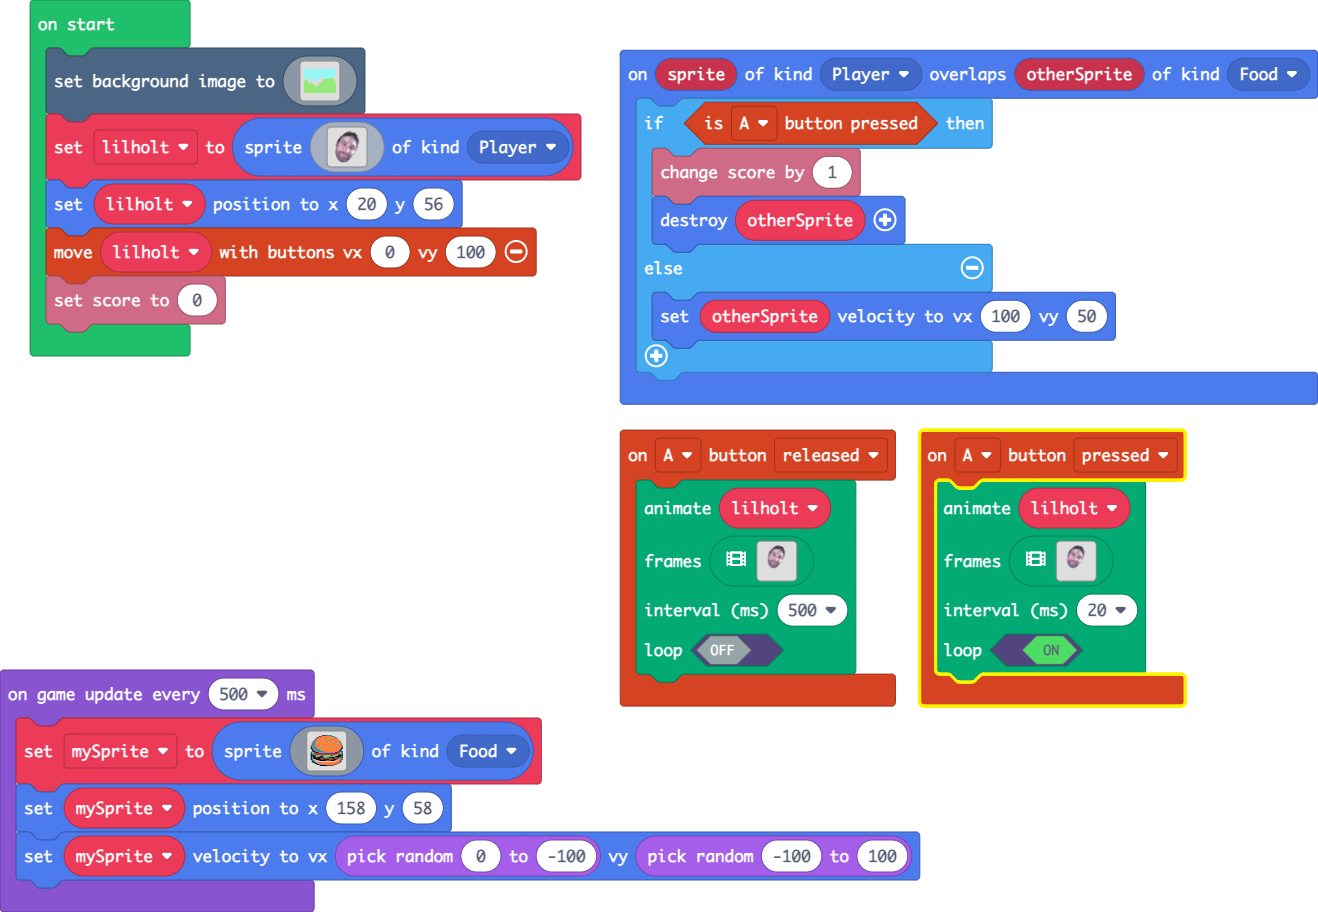 on start
set background image to
set lilholt to sprite of kind Player
set lilholt position to x 20 y 56
move lilholt with buttons vx 0 vy 100
set score to 0
on sprite of kind Player overlaps otherSprite of kind Food
if is A button pressed then
change score by 1
destroy otherSprite
else
set otherSprite velocity to vx 100 vy 50
on A button released
animate lilholt
frames
interval (ms) 500
loop OFF
on A button pressed
animate lilholt
frames
interval (ms) 20
loop ON
on game update every 500 ms
set mySprite to sprite of kind Food
set mySprite position to x 158 y 58
set mySprite velocity to vx pick random 0 to -100 vy pick random -100 to 100